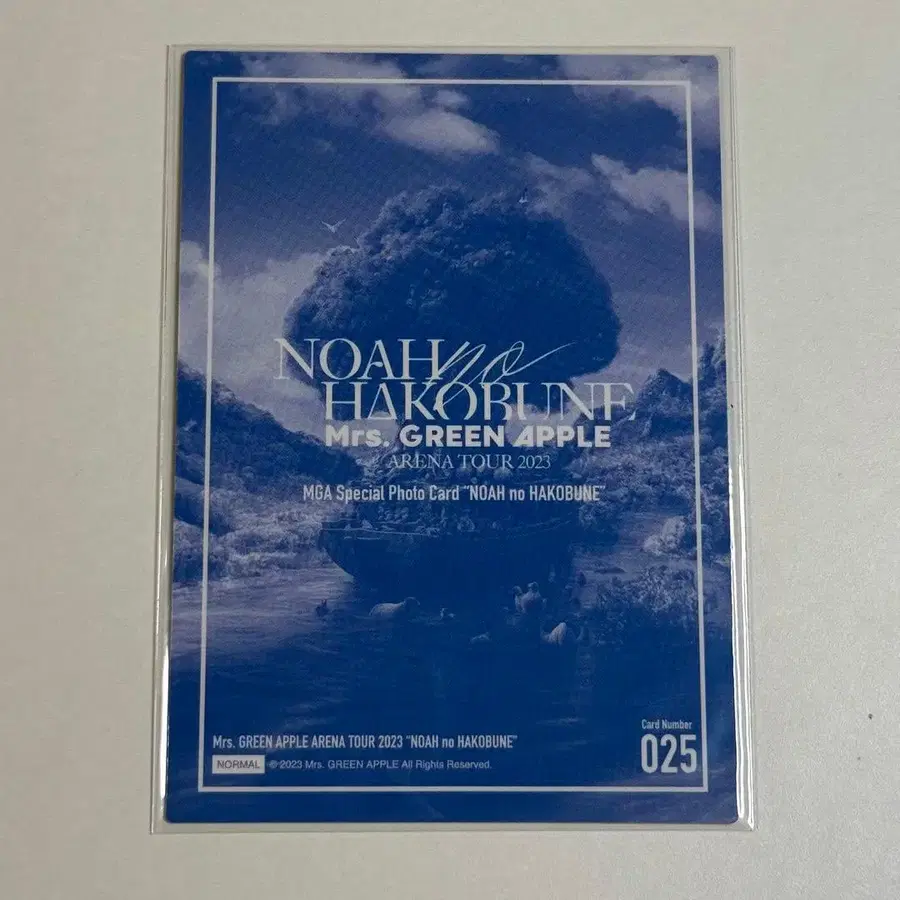 NOAH no
HAKOBUNE
Mrs. GREEN APPLE
ARENA TOUR 2023
MGA Special Photo Card "NOAH no HAKOBUNE"
Card Number
025
Mrs. GREEN APPLE ARENA TOUR 2023 "NOAH no HAKOBUNE"
NORMAL © 2023 Mrs. GREEN APPLE All Rights Reserved.